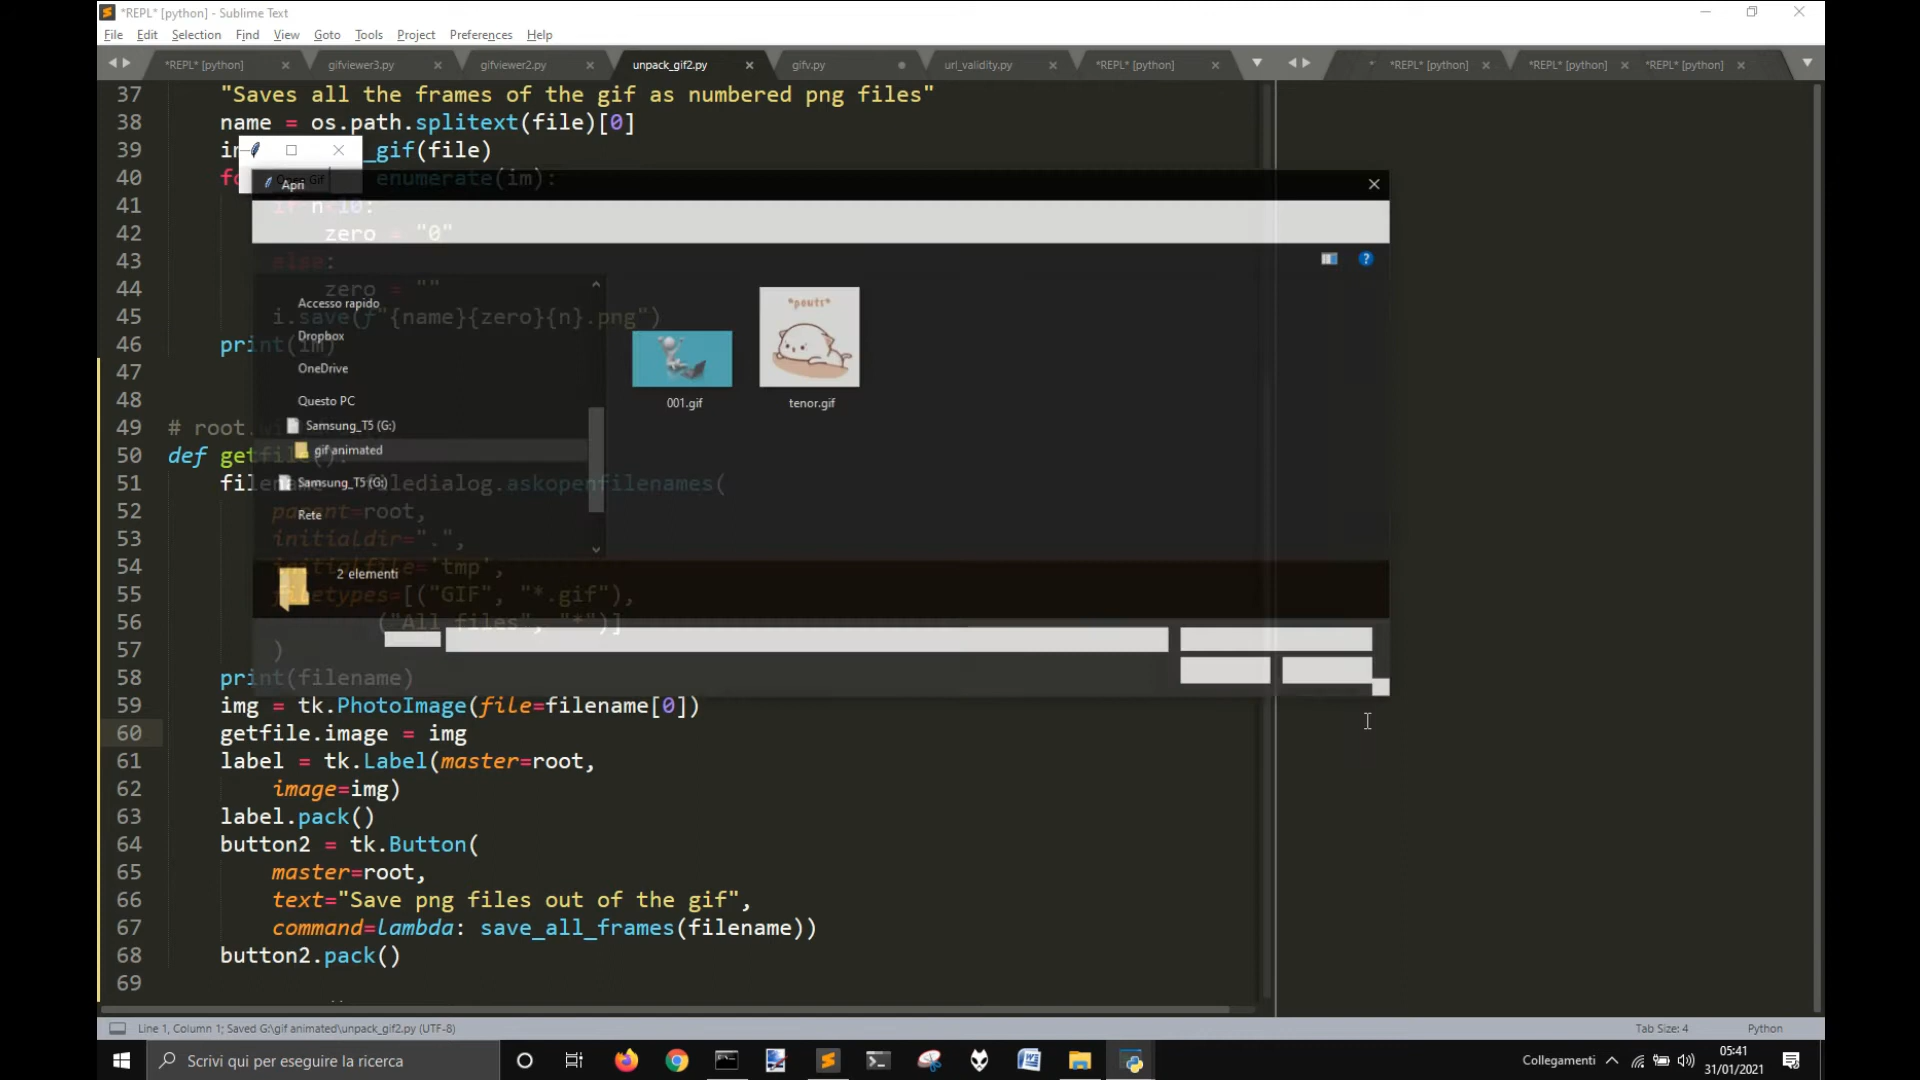 *REPL* [python] - Sublime Text
File Edit Selection Find View Goto Tools Project Preferences Help
*REPL* [python] gifviewer3.py gifviewer2.py unpack_gif2.py gifv.py url_validity.py *REPL* [python] *REPL* [python] *REPL* [python] *REPL* [python]
37 "Saves all the frames of the gif as numbered png files"
38 name = os.path.splitext(file)[0]
39 _gif(file)
40 enumerate(im):
Open Gif
Apri
41 if n<10:
42 zero = "0"
43 else:
44 zero = ""
45 i.save(f"{name}{zero}{n}.png")
46 print(im)
47
48
49 # root.
50 def getfile():
51 filedialog.askopenfilenames(
52 parent=root,
53 initialdir=".",
54 initialfile='tmp',
55 filetypes=[("GIF", "*.gif"),
56 ("All files", "*")]
57 )
58 print(filename)
59 img = tk.PhotoImage(file=filename[0])
60 getfile.image = img
61 label = tk.Label(master=root,
62 image=img)
63 label.pack()
64 button2 = tk.Button(
65 master=root,
66 text="Save png files out of the gif",
67 command=lambda: save_all_frames(filename))
68 button2.pack()
69
Accesso rapido
Dropbox
OneDrive
Questo PC
Samsung_T5 (G:)
gif animated
Samsung_T5 (G:)
Rete
*pouts*
001.gif tenor.gif
2 elementi
Line 1, Column 1; Saved G:\gif animated\unpack_gif2.py (UTF-8) Tab Size: 4 Python
Scrivi qui per eseguire la ricerca
Collegamenti
05:41
31/01/2021